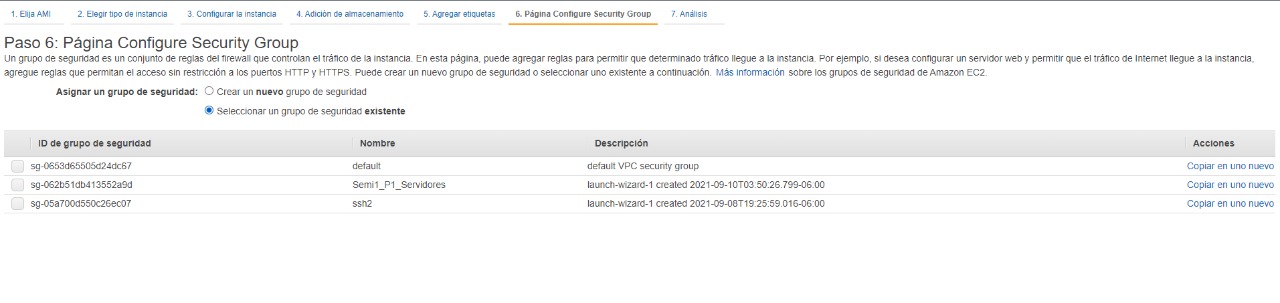 1. Elija AMI 2. Elegir tipo de instancia 3. Configurar la instancia 4. Adición de almacenamiento 5. Agregar etiquetas 6. Página Configure Security Group 7. Análisis
Paso 6: Página Configure Security Group
Un grupo de seguridad es un conjunto de reglas del firewall que controlan el tráfico de la instancia. En esta página, puede agregar reglas para permitir que determinado tráfico llegue a la instancia. Por ejemplo, si desea configurar un servidor web y permitir que el tráfico de Internet llegue a la instancia,
agregue reglas que permitan el acceso sin restricción a los puertos HTTP y HTTPS. Puede crear un nuevo grupo de seguridad o seleccionar uno existente a continuación. Más información sobre los grupos de seguridad de Amazon EC2.
Asignar un grupo de seguridad: Crear un nuevo grupo de seguridad
Seleccionar un grupo de seguridad existente
ID de grupo de seguridad Nombre Descripción Acciones
sg-0653d65505d24dc67 default default VPC security group Copiar en uno nuevo
sg-062b51db413552a9d Semi1_P1_Servidores launch-wizard-1 created 2021-09-10T03:50:26.799-06:00 Copiar en uno nuevo
sg-05a700d550c26ec07 ssh2 launch-wizard-1 created 2021-09-08T19:25:59.016-06:00 Copiar en uno nuevo